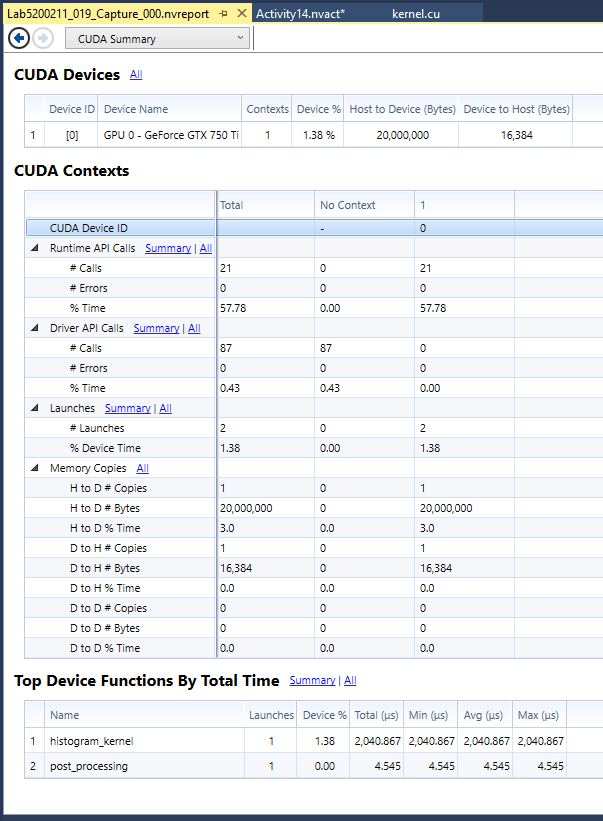 Lab5200211_019_Capture_000.nvreport Activity14.nvact* kernel.cu
CUDA Summary
CUDA Devices All
Device ID Device Name Contexts Device % Host to Device (Bytes) Device to Host (Bytes)
1 [0] GPU 0 - GeForce GTX 750 Ti 1 1.38 % 20,000,000 16,384
CUDA Contexts
Total No Context 1
CUDA Device ID - 0
Runtime API Calls Summary | All
# Calls 21 0 21
# Errors 0 0 0
% Time 57.78 0.00 57.78
Driver API Calls Summary | All
# Calls 87 87 0
# Errors 0 0 0
% Time 0.43 0.43 0.00
Launches Summary | All
# Launches 2 0 2
% Device Time 1.38 0.00 1.38
Memory Copies All
H to D # Copies 1 0 1
H to D # Bytes 20,000,000 0 20,000,000
H to D % Time 3.0 0.0 3.0
D to H # Copies 1 0 1
D to H # Bytes 16,384 0 16,384
D to H % Time 0.0 0.0 0.0
D to D # Copies 0 0 0
D to D # Bytes 0 0 0
D to D % Time 0.0 0.0 0.0
Top Device Functions By Total Time Summary | All
Name Launches Device % Total (µs) Min (µs) Avg (µs) Max (µs)
1 histogram_kernel 1 1.38 2,040.867 2,040.867 2,040.867 2,040.867
2 post_processing 1 0.00 4.545 4.545 4.545 4.545